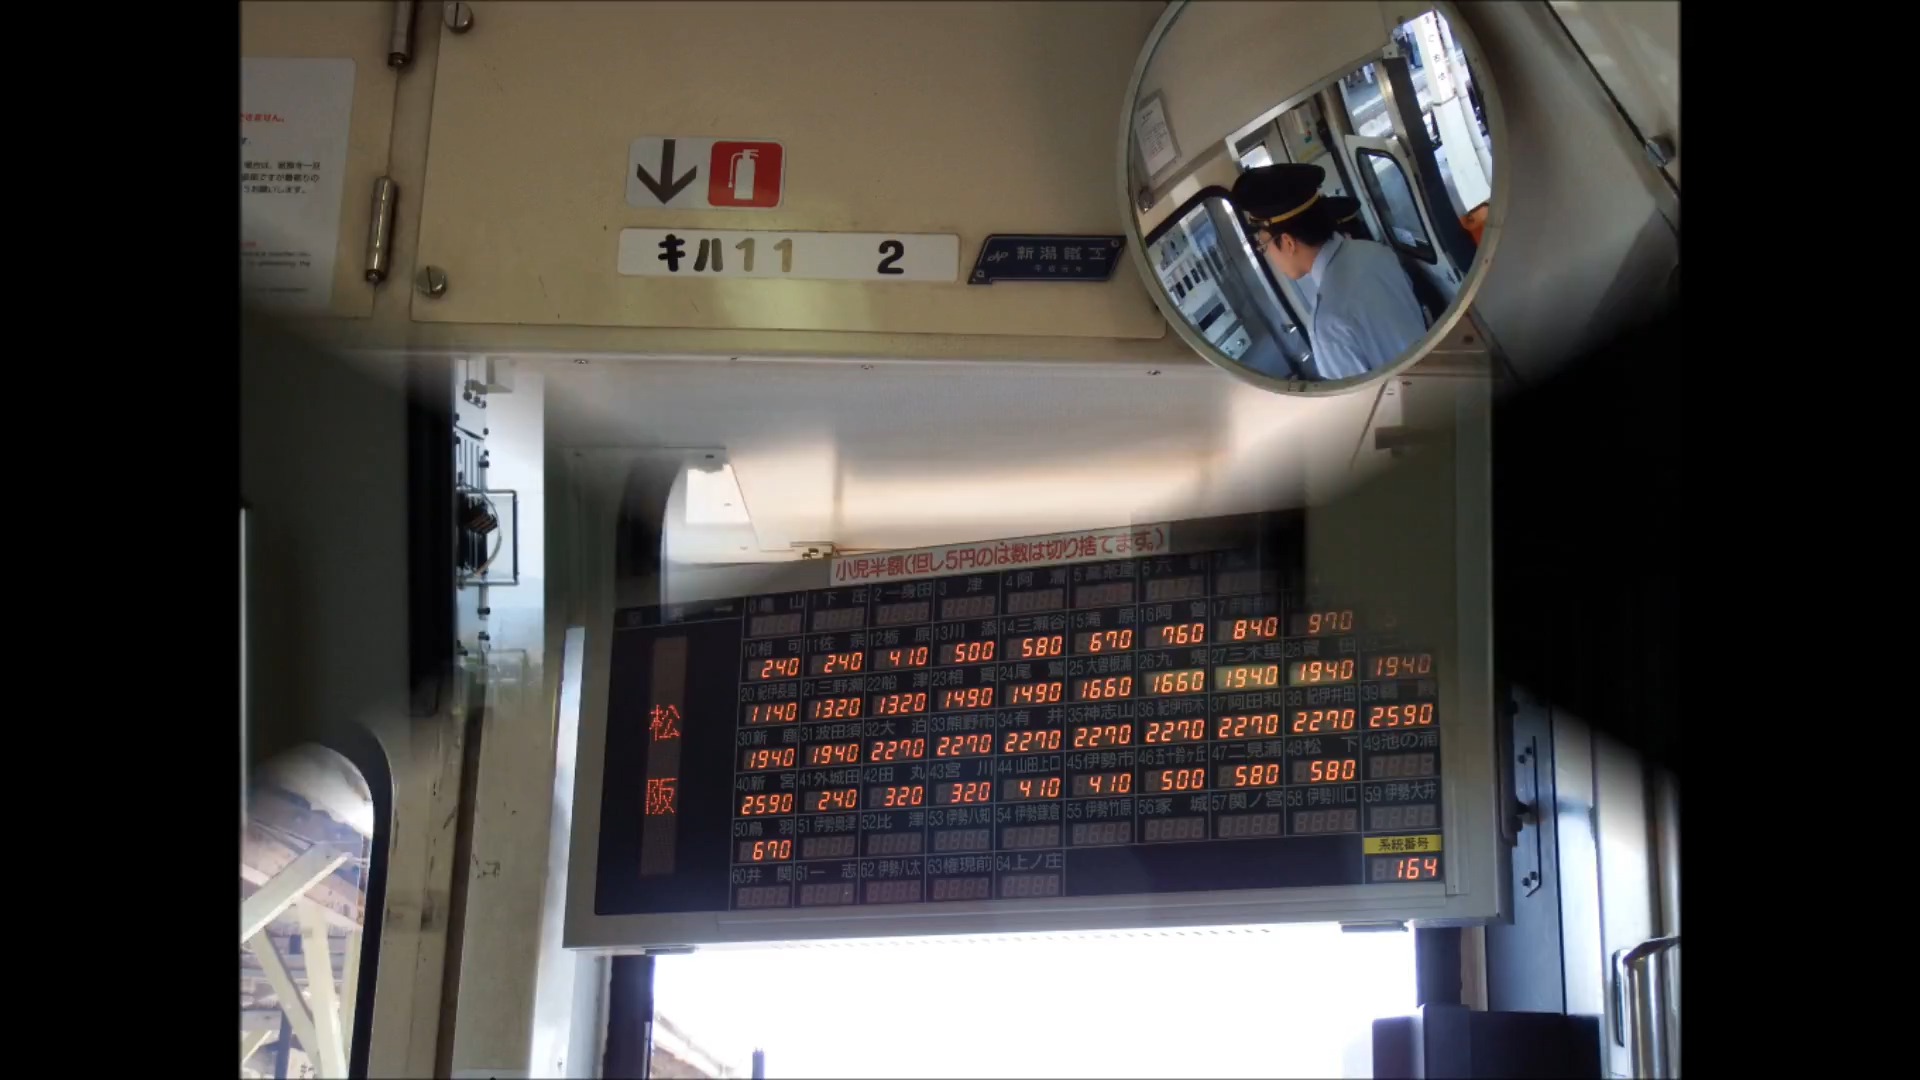 きません。
す。
キハ11 2
新潟鐵工
平成元年
小児半額(但し5円のは数は切り捨てます。)
1下 庄 2一身田 3 津 4阿 漕 5高茶屋 6六 軒
10相 可 11佐 奈 12栃 原 13川 添 14三瀬谷 15滝 原 16阿 曽
240 240 410 500 580 670 760 840 970
20紀伊長島 21三野瀬 22船 津 23相 賀 24尾 鷲 25大曽根浦 26九 鬼 27三木里 28賀 田
1140 1320 1320 1490 1490 1660 1660 1940 1940 1940
30新 鹿 31波田須 32大 泊 33熊野市 34有 井 35神志山 36紀伊市木 37阿田和 38紀伊井田 39鵜 殿
1940 1940 2270 2270 2270 2270 2270 2270 2270 2590
40新 宮 41外城田 42田 丸 43宮 川 44山田上口 45伊勢市 46五十鈴ヶ丘 47二見浦 48松 下 49池の浦
2590 240 320 320 410 410 500 580 580
50鳥 羽 51伊勢奥津 52比 津 53伊勢八知 54伊勢鎌倉 55伊勢竹原 56家 城 57関ノ宮 58伊勢川口 59伊勢大井
670
60井 関 61一 志 62伊勢八太 63権現前 64上ノ庄
松
阪
系統番号
164